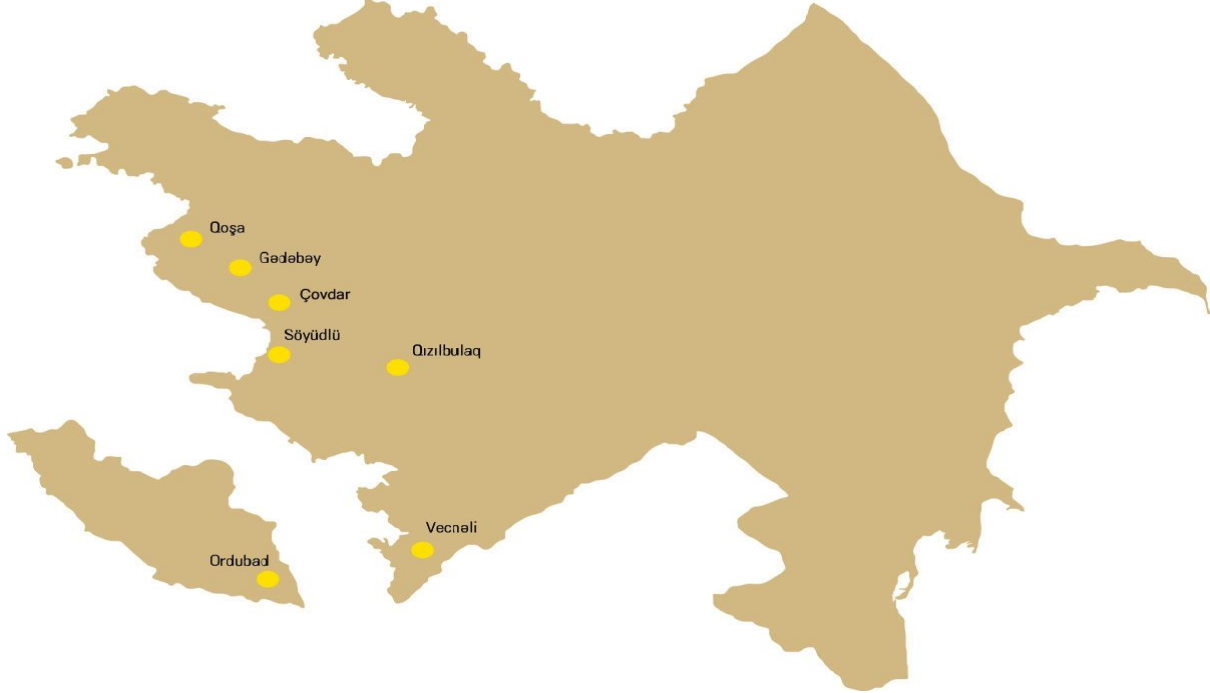 Qoşa
Gədəbəy
Çovdar
Söyüdlü
Qızılbulaq
Vecnəli
Ordubad